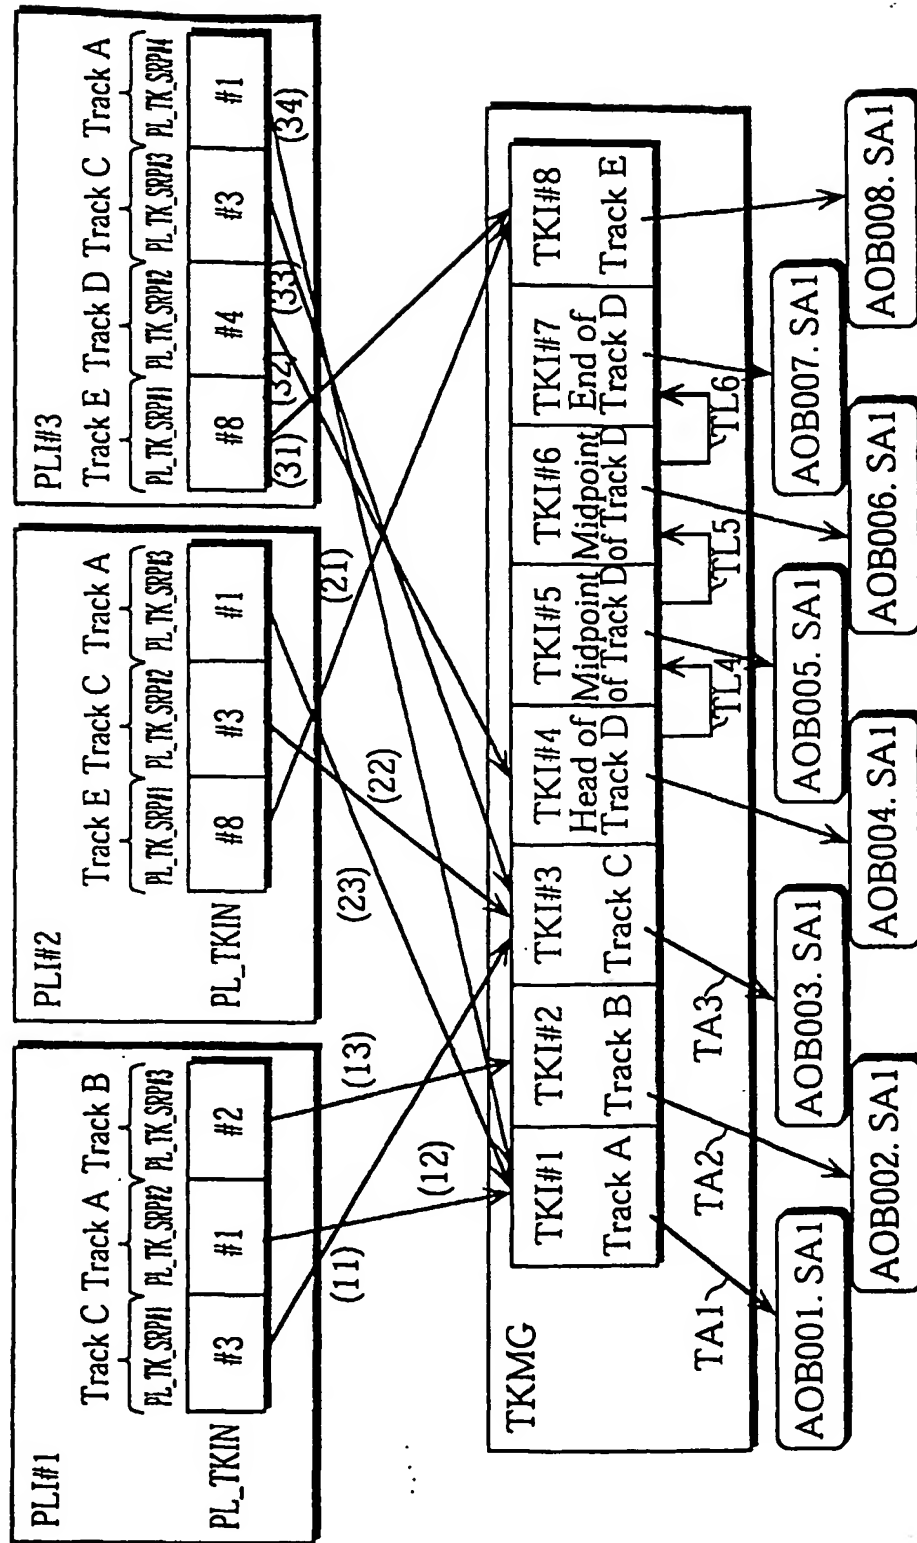 PLI#1
Track C Track A Track B
PL_TK_SRP#1 PL_TK_SRP#2 PL_TK_SRP#3
PL_TKIN #3 #1 #2
(11) (12) (13)
PLI#2
Track E Track C Track A
PL_TK_SRP#1 PL_TK_SRP#2 PL_TK_SRP#3
PL_TKIN #8 #3 #1
(23) (22) (21)
PLI#3
Track E Track D Track C Track A
PL_TK_SRP#1 PL_TK_SRP#2 PL_TK_SRP#3 PL_TK_SRP#4
#8 #4 #3 #1
(31) (32) (33) (34)
TKMG
TKI#1 TKI#2 TKI#3 TKI#4 TKI#5 TKI#6 TKI#7 TKI#8
Track A Track B Track C Head of Track D Midpoint of Track D Midpoint of Track D End of Track D Track E
TA1 TA2 TA3 TL4 TL5 TL6
AOB001. SA1 AOB003. SA1 AOB005. SA1 AOB007. SA1
AOB002. SA1 AOB004. SA1 AOB006. SA1 AOB008. SA1